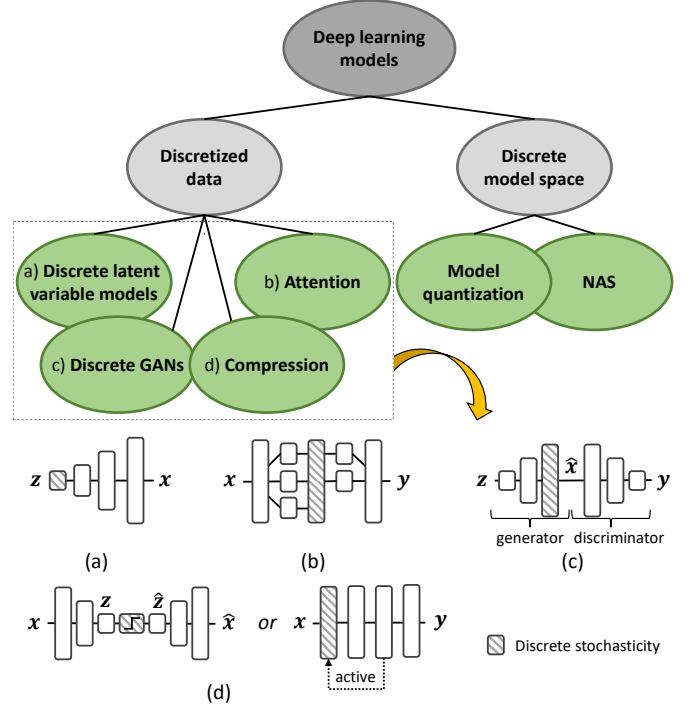 Deep learning
models
Discretized
data
Discrete
model space
a) Discrete latent
variable models
b) Attention
Model
quantization
NAS
c) Discrete GANs
d) Compression
z
x
(a)
x
y
(b)
z
x̂
y
generator
discriminator
(c)
x
z
ẑ
x̂
or
x
y
active
(d)
Discrete stochasticity